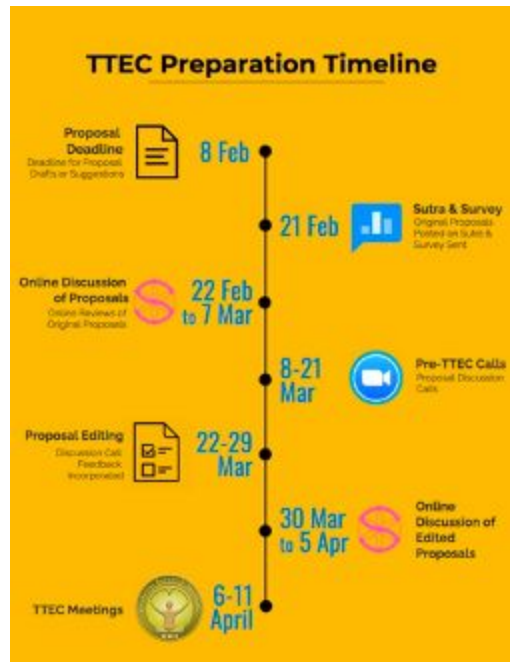 TTEC Preparation Timeline
Proposal
Deadline
Deadline for Proposal
Drafts or Suggestions
8 Feb
21 Feb
Sutra & Survey
Original Proposals
Posted on Sutra &
Survey Sent
Online Discussion
of Proposals
Online Reviews of
Original Proposals
22 Feb
to 7 Mar
8-21
Mar
Pre-TTEC Calls
Proposal Discussion
Calls
Proposal Editing
Discussion Call
Feedback
Incorporated
22-29
Mar
30 Mar
to 5 Apr
Online
Discussion of
Edited
Proposals
TTEC Meetings
6-11
April